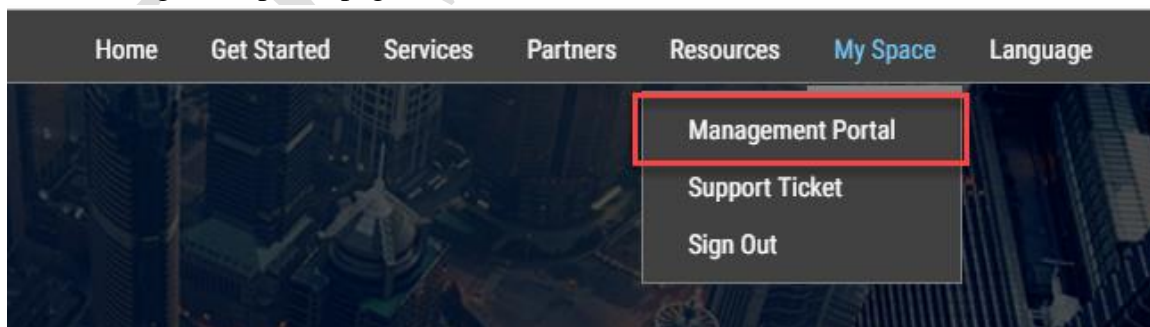 Home Get Started Services Partners Resources My Space Language
Management Portal
Support Ticket
Sign Out